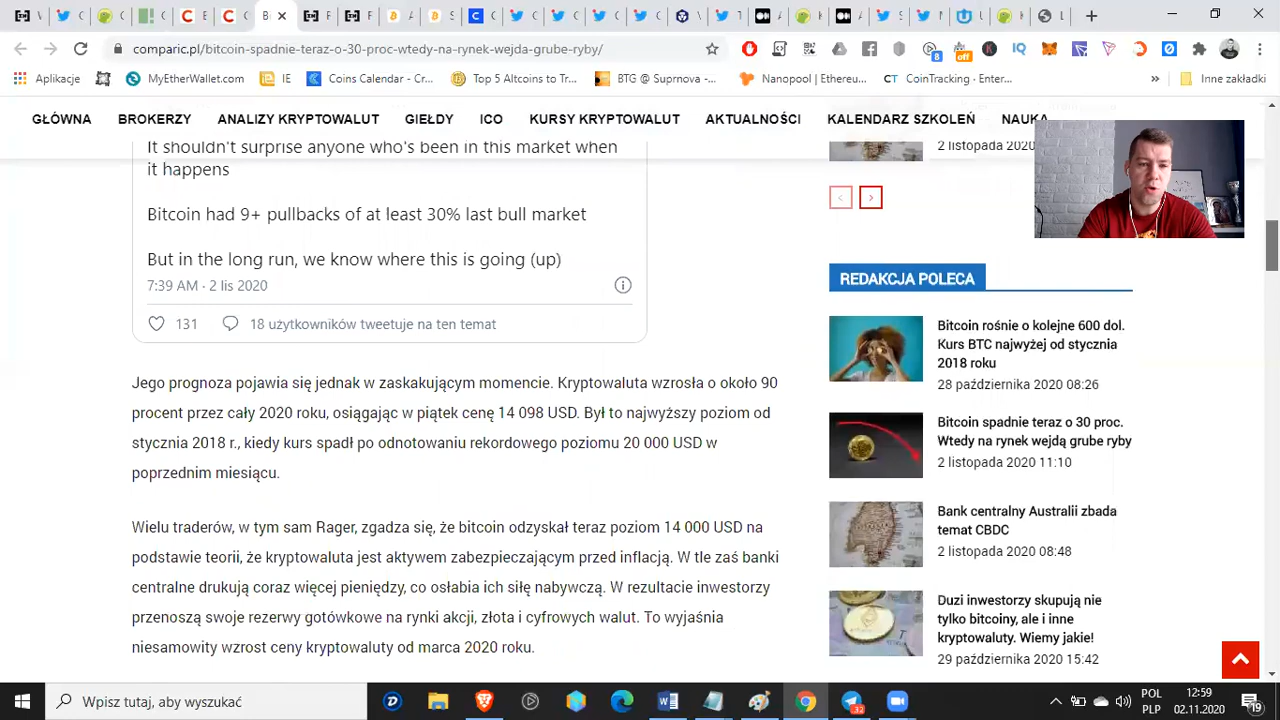 comparic.pl/bitcoin-spadnie-teraz-o-30-proc-wtedy-na-rynek-wejda-grube-ryby/
Aplikacje
MyEtherWallet.com
IE
Coins Calendar - Cr...
Top 5 Altcoins to Tr...
BTG @ Suprnova -...
Nanopool | Ethereu...
CoinTracking · Enter...
»
Inne zakładki
GŁÓWNA
BROKERZY
ANALIZY KRYPTOWALUT
GIEŁDY
ICO
KURSY KRYPTOWALUT
AKTUALNOŚCI
KALENDARZ SZKOLEŃ
NAUKA
It shouldn't surprise anyone who's been in this market when
it happens
Bitcoin had 9+ pullbacks of at least 30% last bull market
But in the long run, we know where this is going (up)
7:39 AM · 2 lis 2020
131
18 użytkowników tweetuje na ten temat
Jego prognoza pojawia się jednak w zaskakującym momencie. Kryptowaluta wzrosła o około 90
procent przez cały 2020 roku, osiągając w piątek cenę 14 098 USD. Był to najwyższy poziom od
stycznia 2018 r., kiedy kurs spadł po odnotowaniu rekordowego poziomu 20 000 USD w
poprzednim miesiącu.
Wielu traderów, w tym sam Rager, zgadza się, że bitcoin odzyskał teraz poziom 14 000 USD na
podstawie teorii, że kryptowaluta jest aktywem zabezpieczającym przed inflacją. W tle zaś banki
centralne drukują coraz więcej pieniędzy, co osłabia ich siłę nabywczą. W rezultacie inwestorzy
przenoszą swoje rezerwy gotówkowe na rynki akcji, złota i cyfrowych walut. To wyjaśnia
niesamowity wzrost ceny kryptowaluty od marca 2020 roku.
2 listopada 2020
REDAKCJA POLECA
Bitcoin rośnie o kolejne 600 dol.
Kurs BTC najwyżej od stycznia
2018 roku
28 października 2020 08:26
Bitcoin spadnie teraz o 30 proc.
Wtedy na rynek wejdą grube ryby
2 listopada 2020 11:10
Bank centralny Australii zbada
temat CBDC
2 listopada 2020 08:48
Duzi inwestorzy skupują nie
tylko bitcoiny, ale i inne
kryptowaluty. Wiemy jakie!
29 października 2020 15:42
Wpisz tutaj, aby wyszukać
POL
PLP
12:59
02.11.2020
19